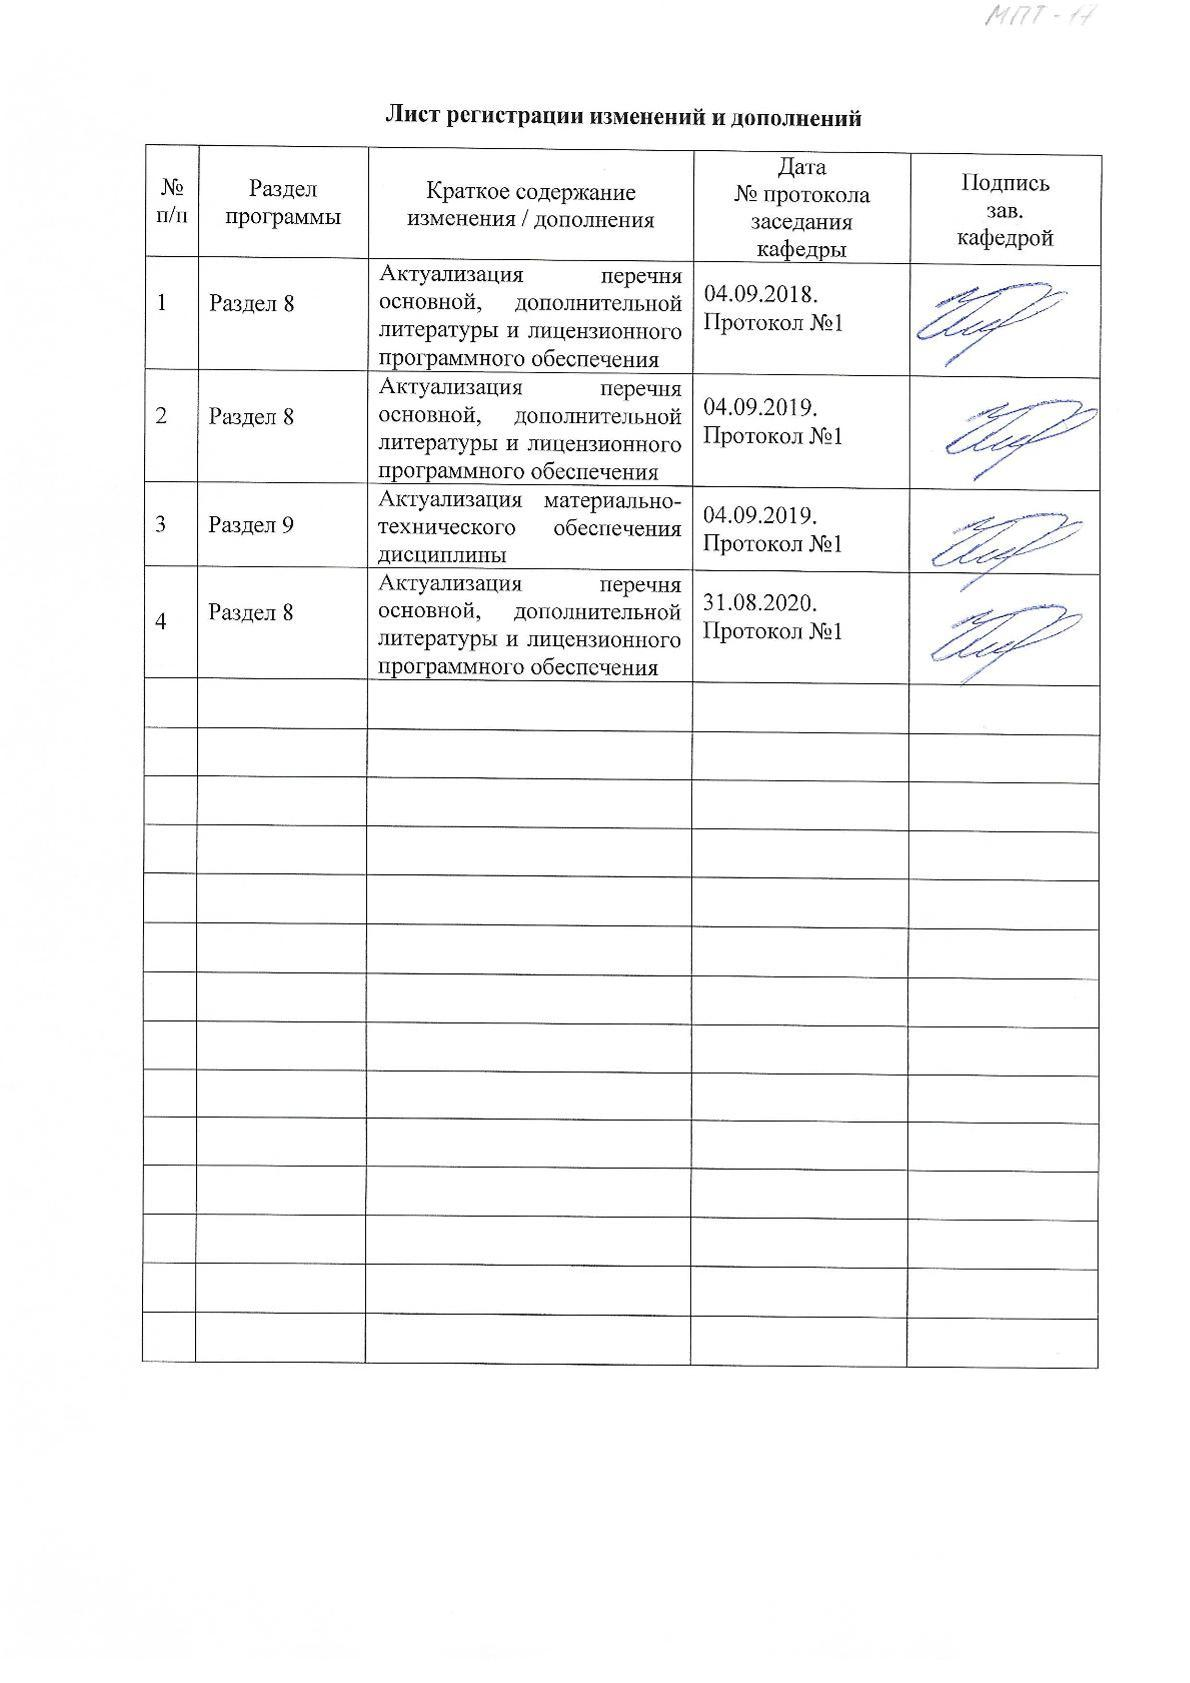 МПТ - 17
Лист регистрации изменений и дополнений
№
п/п
Раздел
программы
Краткое содержание
изменения / дополнения
Дата
№ протокола
заседания
кафедры
Подпись
зав.
кафедрой
1
Раздел 8
Актуализация перечня
основной, дополнительной
литературы и лицензионного
программного обеспечения
04.09.2018.
Протокол №1
2
Раздел 8
Актуализация перечня
основной, дополнительной
литературы и лицензионного
программного обеспечения
04.09.2019.
Протокол №1
3
Раздел 9
Актуализация материально-
технического обеспечения
дисциплины
04.09.2019.
Протокол №1
4
Раздел 8
Актуализация перечня
основной, дополнительной
литературы и лицензионного
программного обеспечения
31.08.2020.
Протокол №1